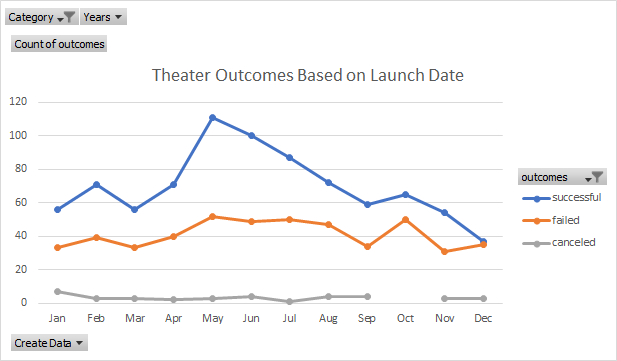 Category Years
Count of outcomes
Theater Outcomes Based on Launch Date
120
100
80
60
40
20
0
Jan Feb Mar Apr May Jun Jul Aug Sep Oct Nov Dec
outcomes
successful
failed
canceled
Create Data